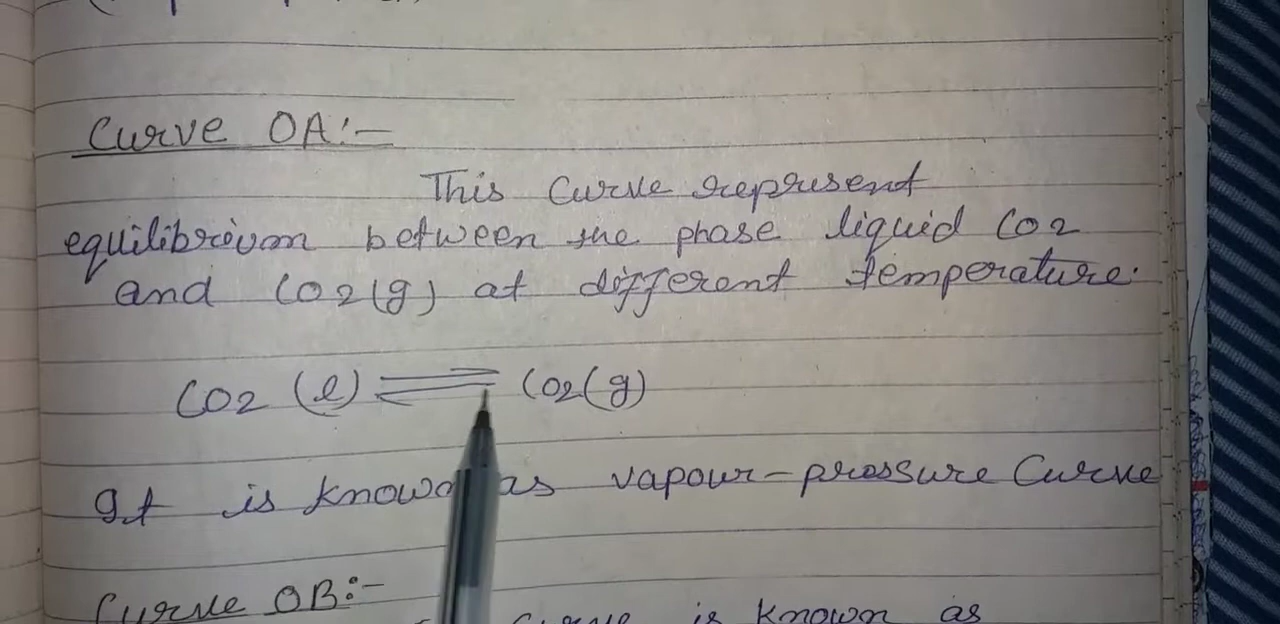 Curve OA:-
This Curve represent
equilibrium between the phase liquid CO2
and CO2(g) at different temperature.
CO2 (l) ⇌ CO2(g)
It is known as vapour-pressure Curve
Curve OB:-
curve is known as